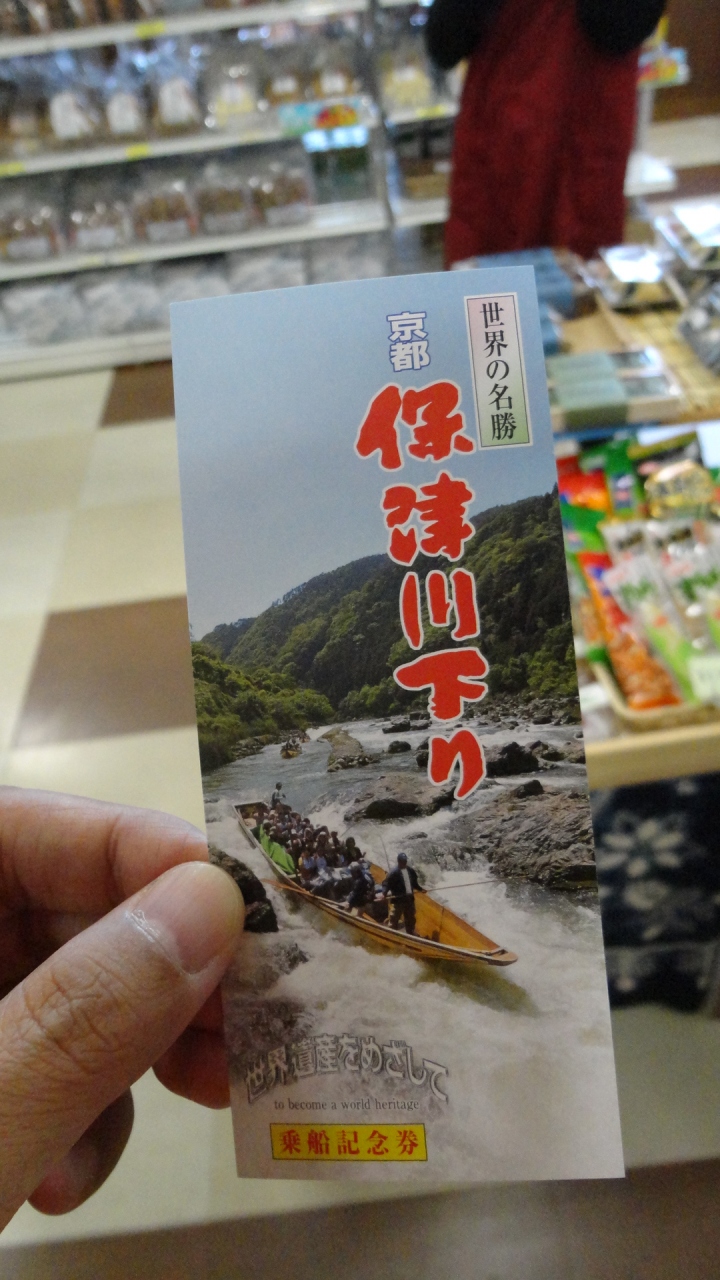 世界の名勝
京都
保津川下り
世界遺産をめざして
to become a world heritage
乗船記念券